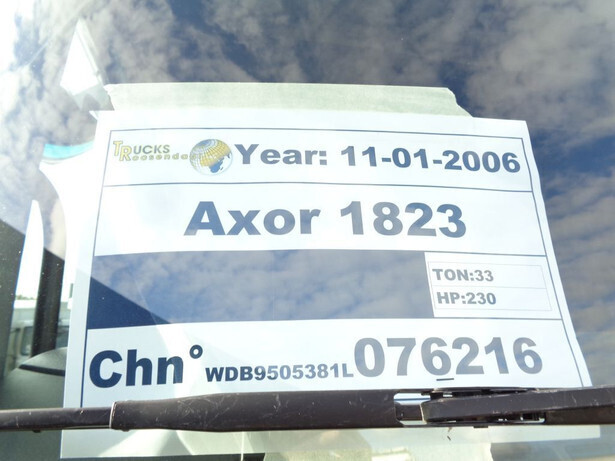 TRUCKS
Roosendaal
Year: 11-01-2006
Axor 1823
TON:33
HP:230
Chn° WDB9505381L076216